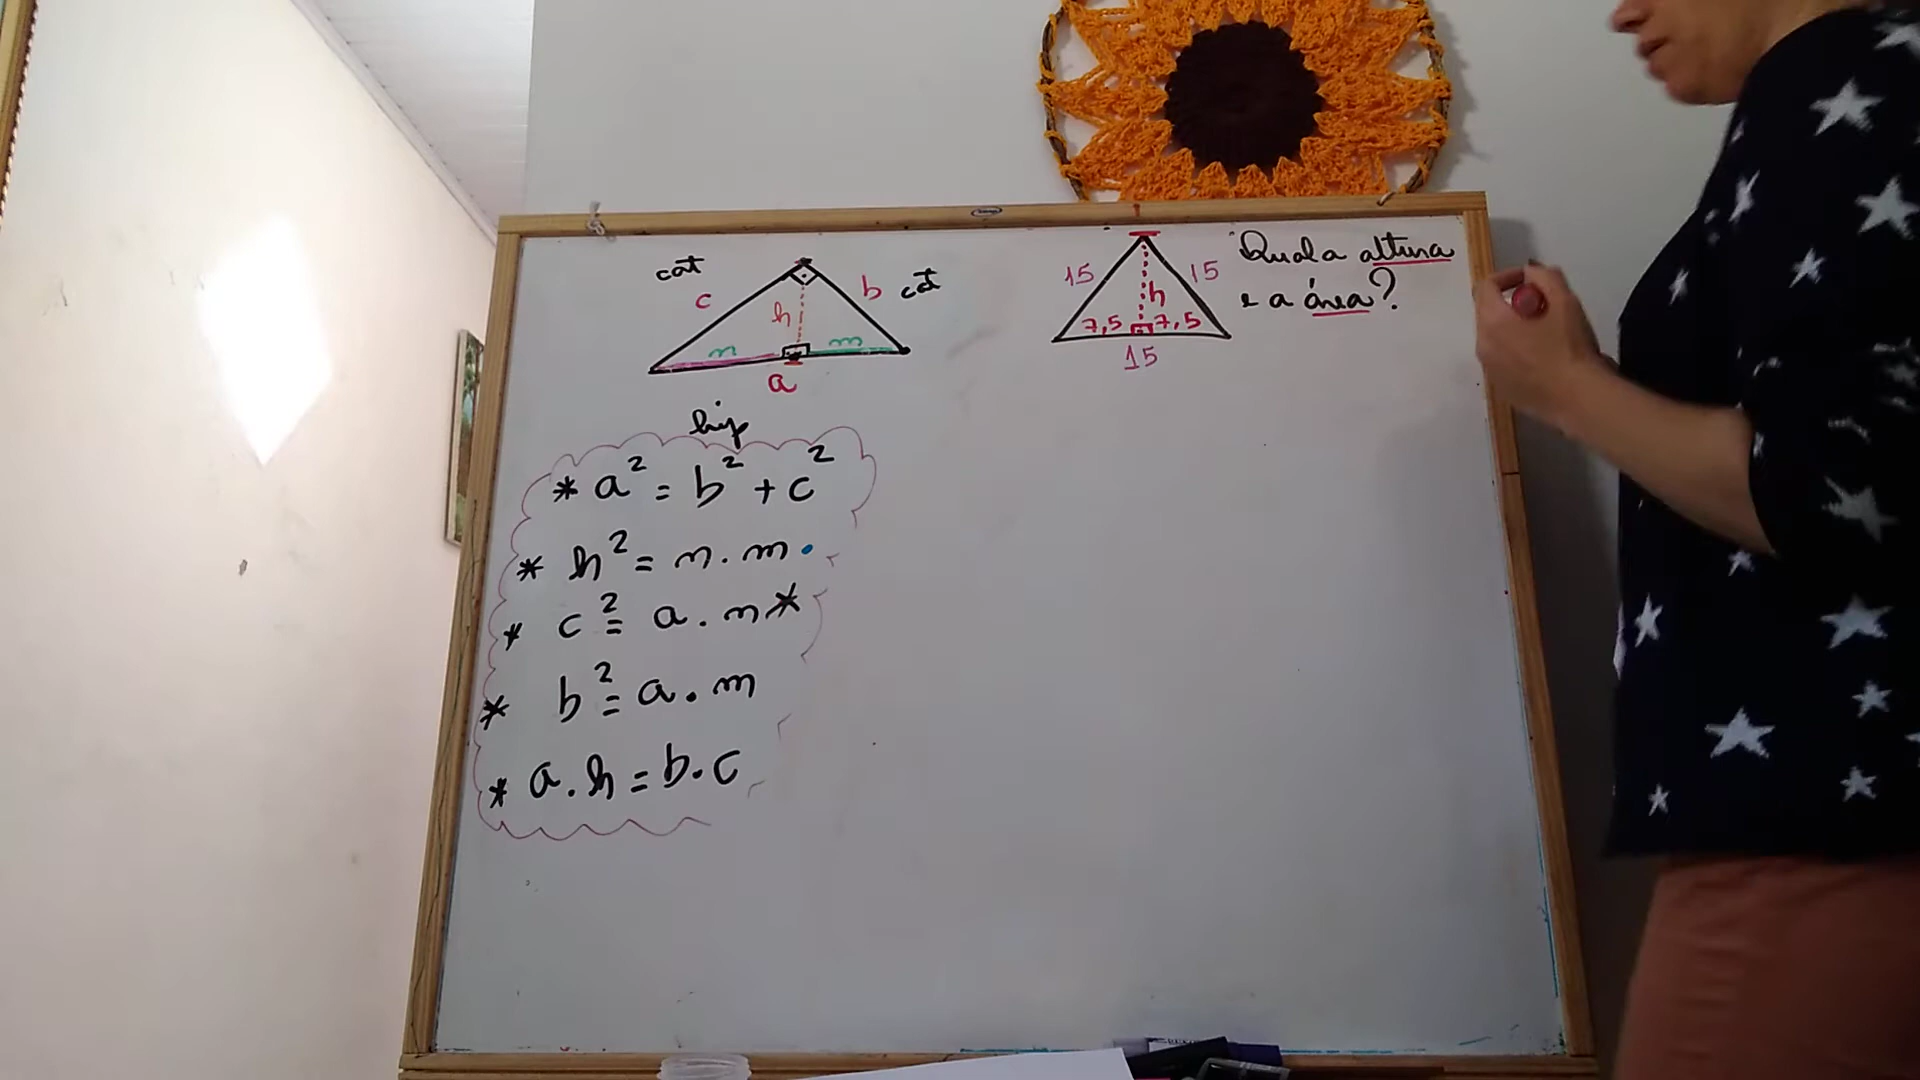 cat
c
b cat
h
n m
a
hip
* a² = b² + c²
* h² = n . m .
* c² = a . n *
* b² = a . m
* a . h = b . c
15 15
h
7,5 7,5
15
Qual a altura
e a área?